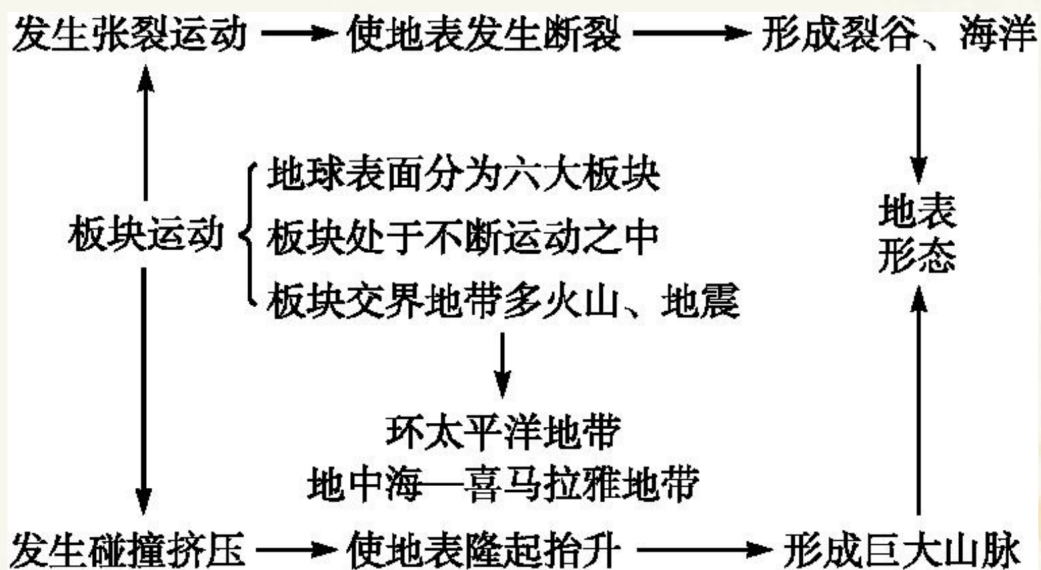 发生张裂运动
使地表发生断裂
形成裂谷、海洋
地球表面分为六大板块
板块运动
板块处于不断运动之中
板块交界地带多火山、地震
地表
形态
环太平洋地带
地中海—喜马拉雅地带
发生碰撞挤压
使地表隆起抬升
形成巨大山脉